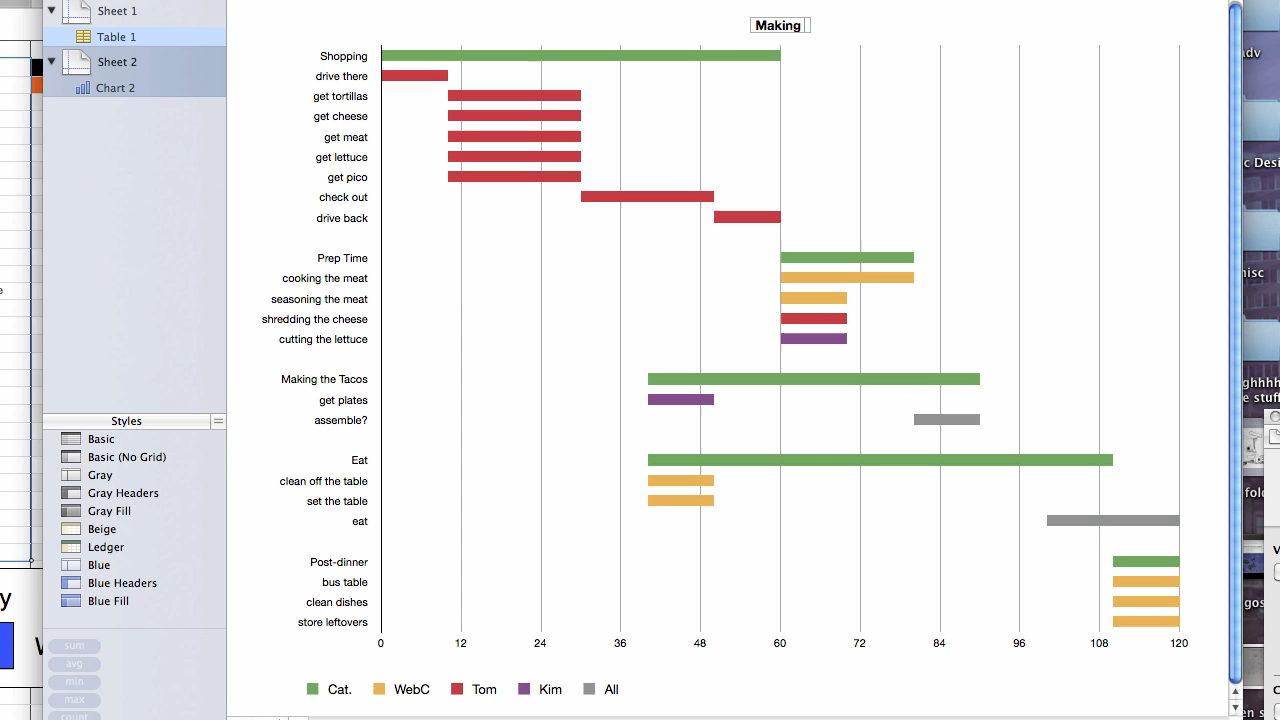 Sheet 1
Table 1
Sheet 2
Chart 2
Making
Shopping
drive there
get tortillas
get cheese
get meat
get lettuce
get pico
check out
drive back
Prep Time
cooking the meat
seasoning the meat
shredding the cheese
cutting the lettuce
Making the Tacos
get plates
assemble?
Eat
clean off the table
set the table
eat
Post-dinner
bus table
clean dishes
store leftovers
0 12 24 36 48 60 72 84 96 108 120
Cat. WebC Tom Kim All
Styles
Basic
Basic (No Grid)
Gray
Gray Headers
Gray Fill
Beige
Ledger
Blue
Blue Headers
Blue Fill
sum
avg
min
max
count